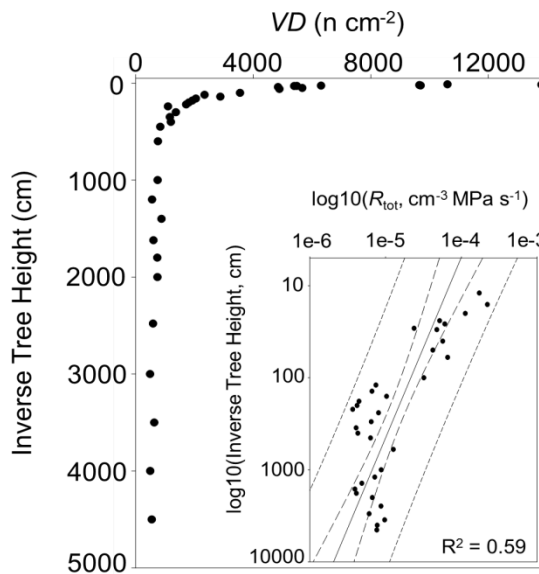 VD (n cm⁻²)
0 4000 8000 12000
0
1000
2000
3000
4000
5000
Inverse Tree Height (cm)
log10(Rtot, cm⁻³ MPa s⁻¹)
1e-6 1e-5 1e-4 1e-3
10
100
1000
10000
log10(Inverse Tree Height, cm)
R² = 0.59